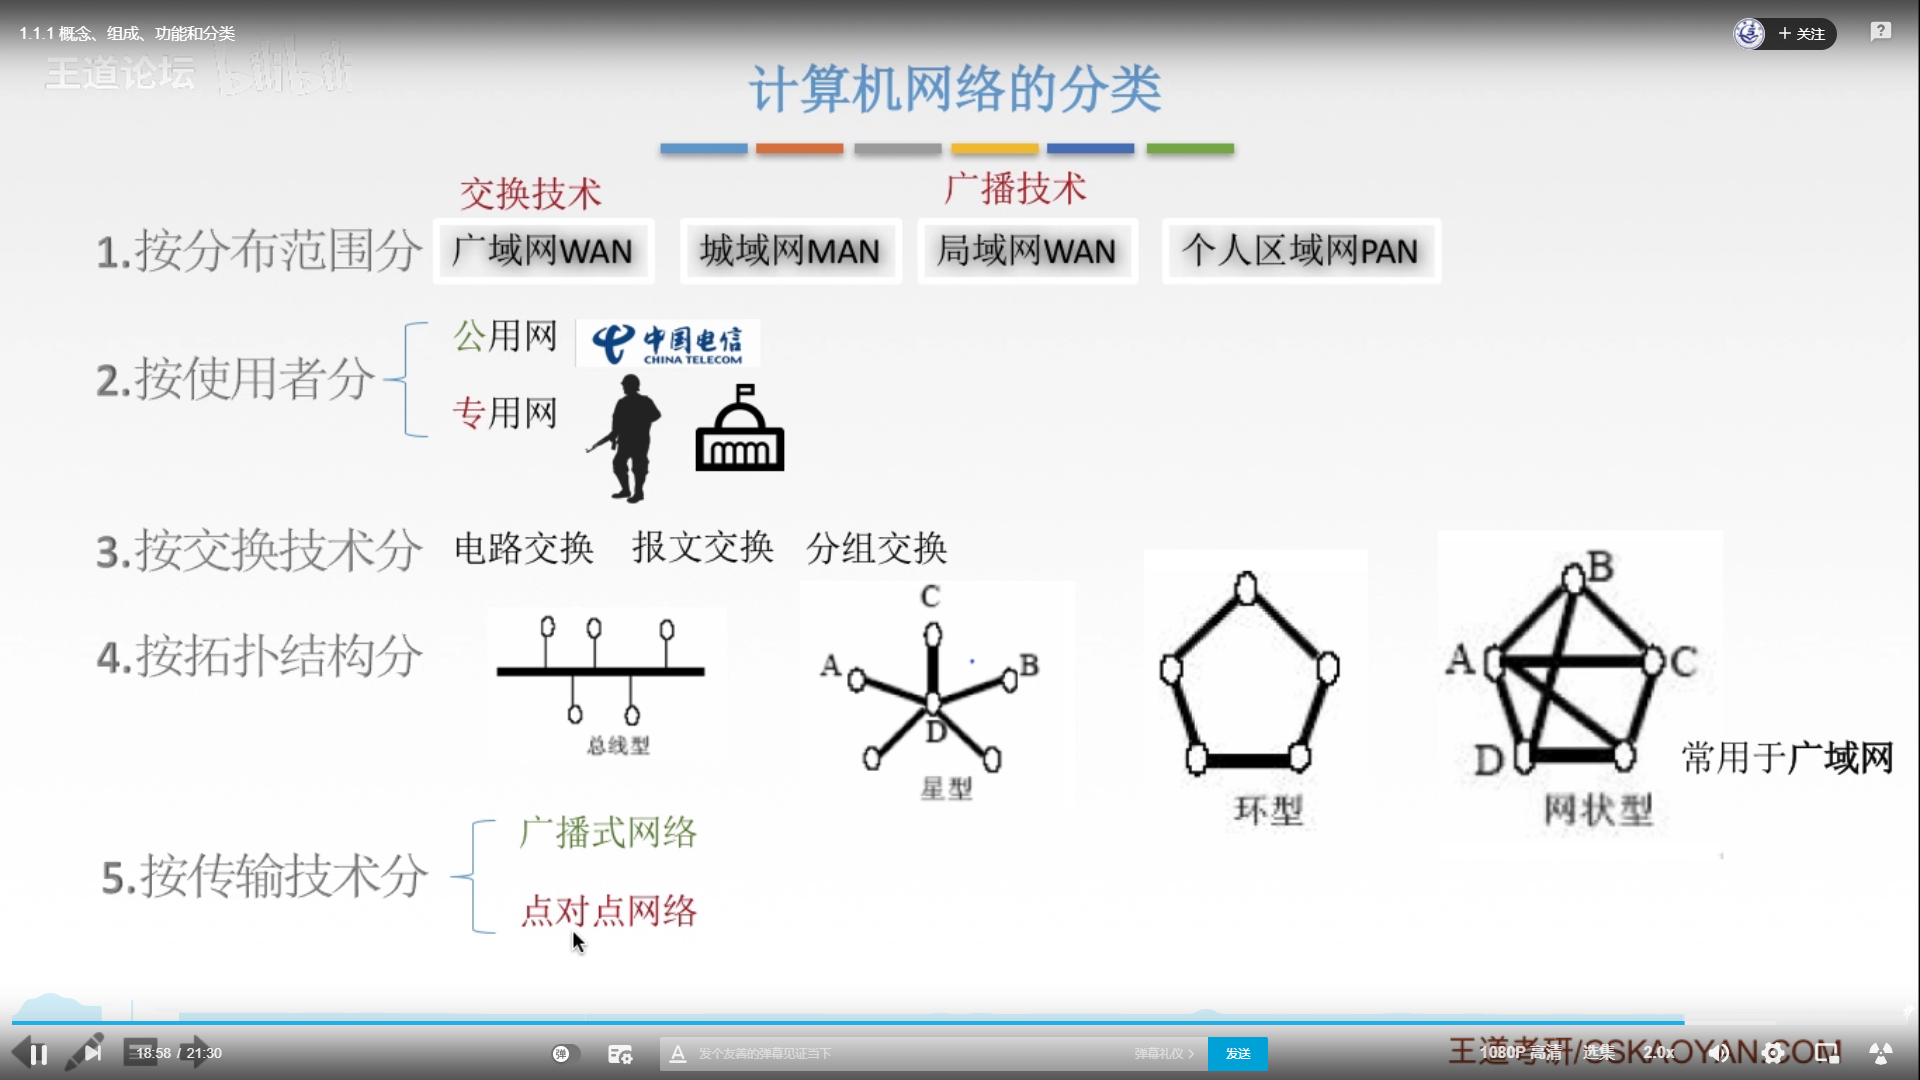 1.1.1 概念、组成、功能和分类
+ 关注
王道论坛 bilibili
计算机网络的分类
交换技术 广播技术
1.按分布范围分 广域网WAN 城域网MAN 局域网WAN 个人区域网PAN
2.按使用者分
公用网 中国电信
CHINA TELECOM
专用网
3.按交换技术分 电路交换 报文交换 分组交换
4.按拓扑结构分
总线型
C
A B
D
星型
环型
B
A C
D
网状型
常用于广域网
5.按传输技术分
广播式网络
点对点网络
18:58 / 21:30
弹
A 发个友善的弹幕见证当下 弹幕礼仪 >
发送
王道考研/CSKAOYAN.COM
1080P 高清 选集 2.0x